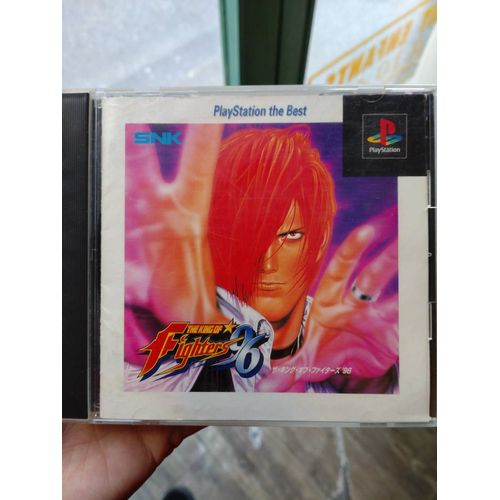 PlayStation the Best
SNK
PlayStation
THE KING OF
Fighters'96
ザ・キング・オブ・ファイターズ '96